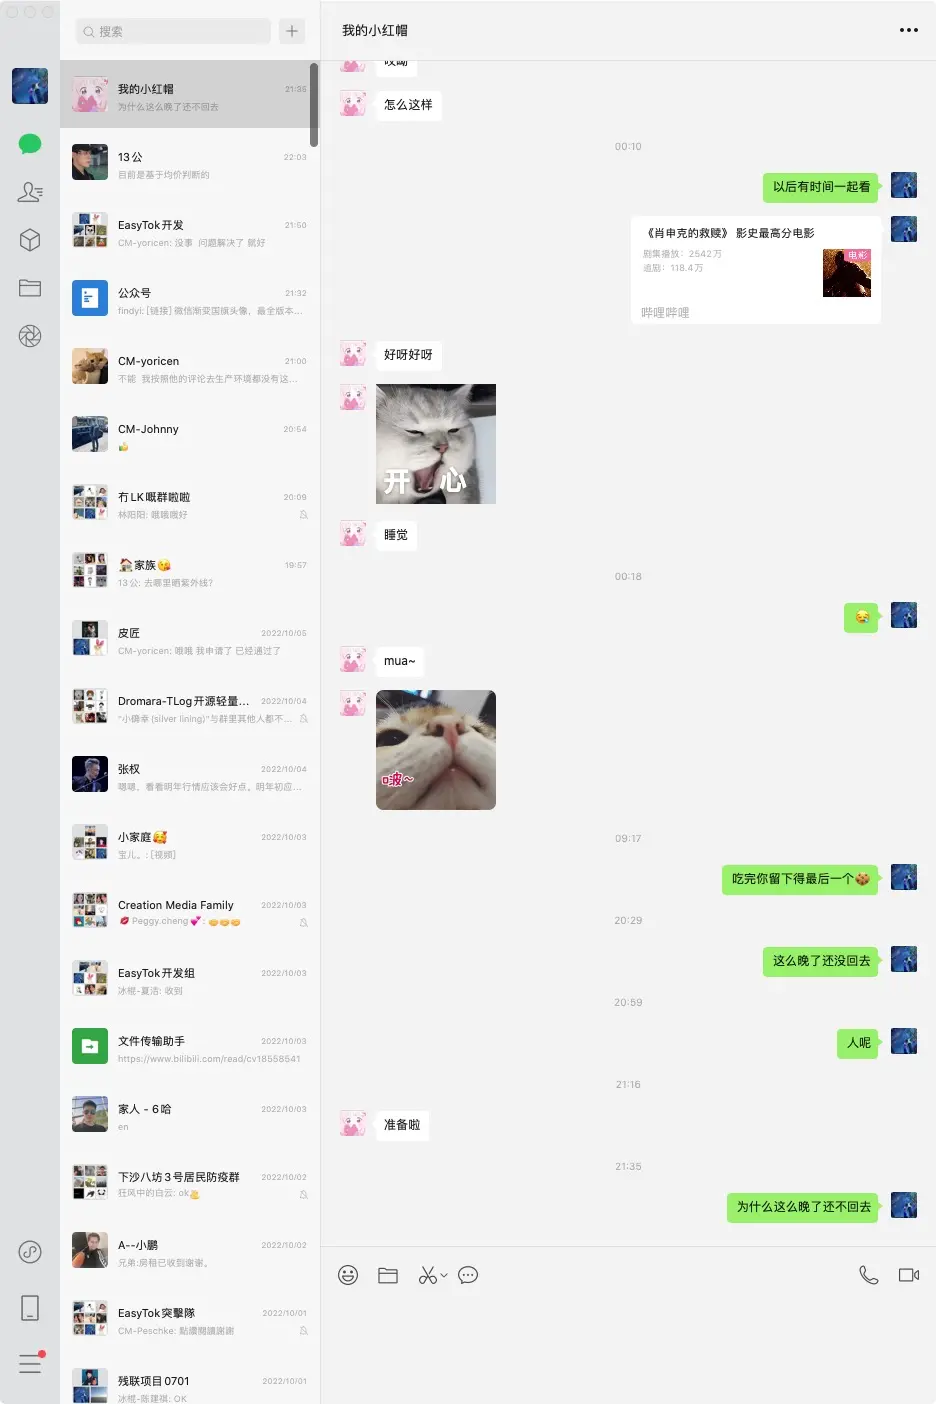 搜索
我的小红帽
21:35
为什么这么晚了还不回去
13公
22:03
目前是基于均价判断的
EasyTok开发
21:50
CM-yoricen: 没事 问题解决了 就好
公众号
21:32
findyi: [链接] 微信渐变国旗头像，最全版本...
CM-yoricen
21:00
不能 我按照他的评论去生产环境都没有这...
CM-Johnny
20:54
👍
冇LK嘅群啦啦
20:09
林阳阳: 哦哦哦好
🏠家族😘
19:57
13公: 去哪里晒紫外线?
皮匠
2022/10/05
CM-yoricen: 哦哦 我申请了 已经通过了
Dromara-TLog开源轻量...
2022/10/04
"小确幸 (silver lining)"与群里其他人都不...
张权
2022/10/04
嗯嗯，看看明年行情应该会好点。明年初应...
小家庭🥰
2022/10/03
宝儿。: [视频]
Creation Media Family
2022/10/03
💋 Peggy.cheng 💕:
EasyTok开发组
2022/10/03
冰棍-夏洁: 收到
文件传输助手
2022/10/03
https://www.bilibili.com/read/cv18558541
家人 - 6哈
2022/10/03
en
下沙八坊3号居民防疫群
2022/10/02
狂风中的白云: ok
A--小鹏
2022/10/02
兄弟:房租已收到谢谢。
EasyTok突擊隊
2022/10/01
CM-Peschke: 點讚閱讀謝謝
残联项目0701
2022/10/01
冰棍-陈建祺: OK
我的小红帽
哎呦
怎么这样
00:10
以后有时间一起看
《肖申克的救赎》 影史最高分电影
剧集播放：2542万
追剧：118.4万
电影
哔哩哔哩
好呀好呀
开 心
睡觉
00:18
😪
mua~
啵~
09:17
吃完你留下得最后一个🍪
20:29
这么晚了还没回去
20:59
人呢
21:16
准备啦
21:35
为什么这么晚了还不回去